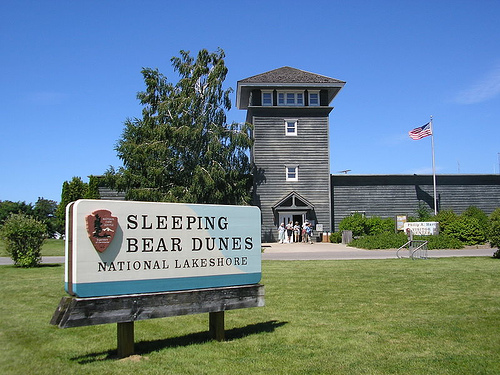 SLEEPING
BEAR DUNES
NATIONAL LAKESHORE